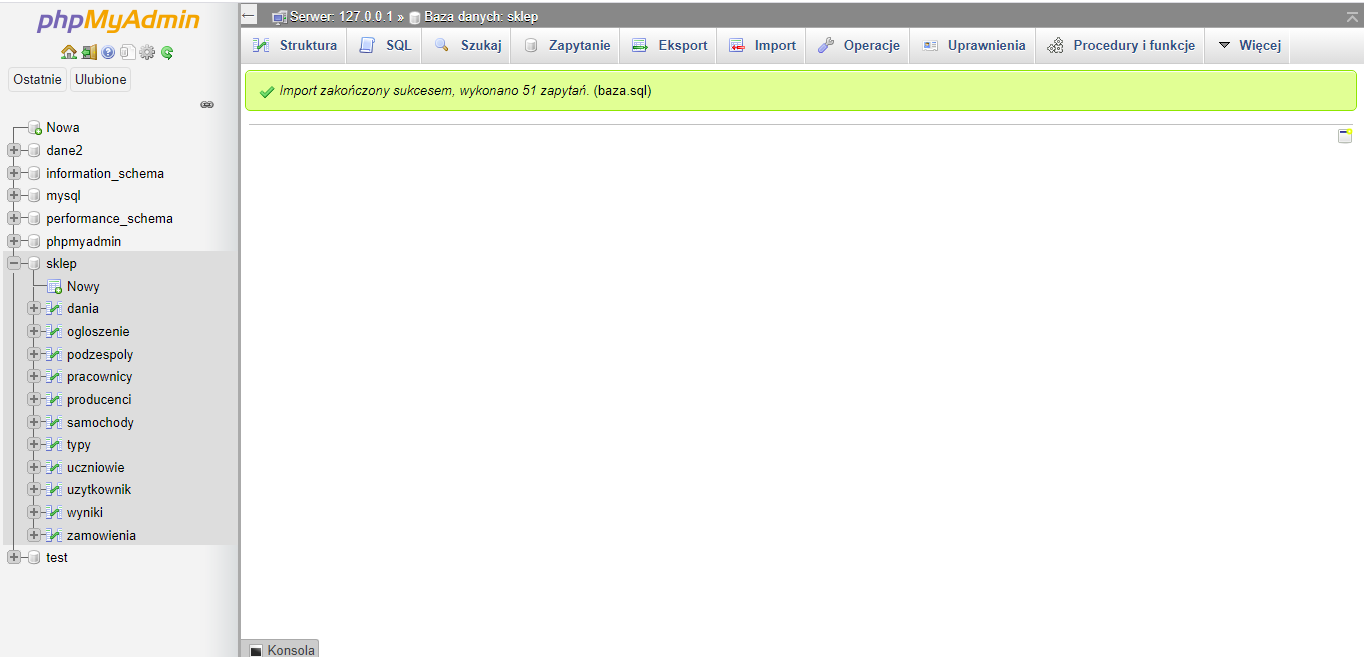 phpMyAdmin
Ostatnie Ulubione
Nowa
dane2
information_schema
mysql
performance_schema
phpmyadmin
sklep
Nowy
dania
ogloszenie
podzespoly
pracownicy
producenci
samochody
typy
uczniowie
uzytkownik
wyniki
zamowienia
test
Serwer: 127.0.0.1 » Baza danych: sklep
Struktura SQL Szukaj Zapytanie Eksport Import Operacje Uprawnienia Procedury i funkcje Więcej
Import zakończony sukcesem, wykonano 51 zapytań. (baza.sql)
Konsola